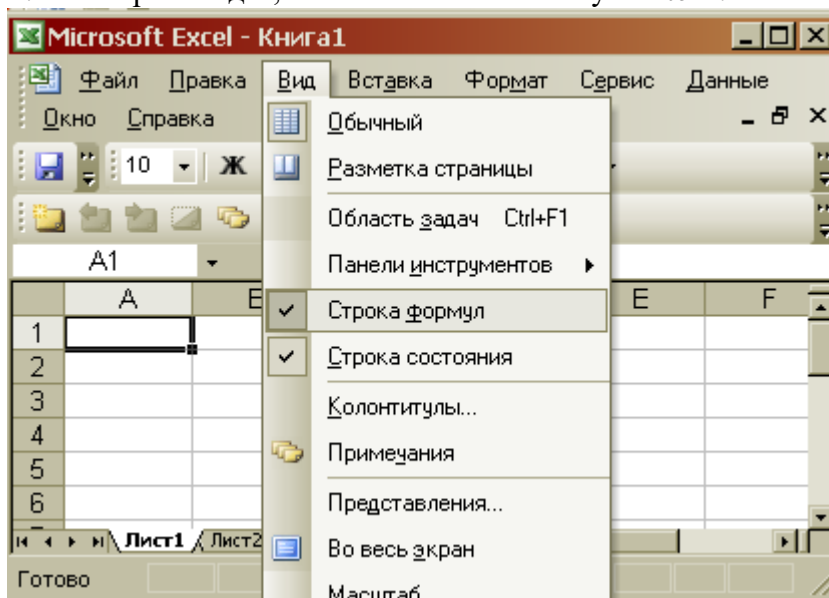 Microsoft Excel - Книга1
Файл Правка Вид Вставка Формат Сервис Данные
Окно Справка
10 Ж
A1
Обычный
Разметка страницы
Область задач Ctrl+F1
Панели инструментов
Строка формул
Строка состояния
Колонтитулы...
Примечания
Представления...
Во весь экран
Масштаб
A E F
1
2
3
4
5
6
Лист1 Лист2
Готово